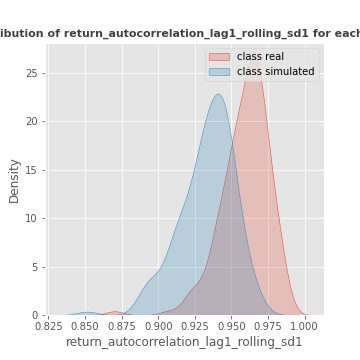 ibution of return_autocorrelation_lag1_rolling_sd1 for each
class real
class simulated
Density
25
20
15
10
5
0
0.825 0.850 0.875 0.900 0.925 0.950 0.975 1.000
return_autocorrelation_lag1_rolling_sd1